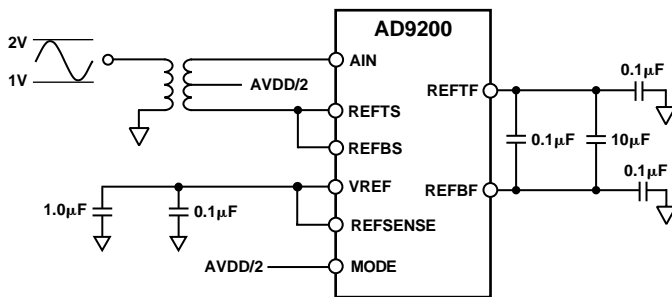 AD9200
2V
1V
AIN
AVDD/2
REFTS
REFBS
VREF
1.0µF
0.1µF
REFSENSE
AVDD/2
MODE
REFTF
0.1µF
0.1µF
10µF
0.1µF
REFBF